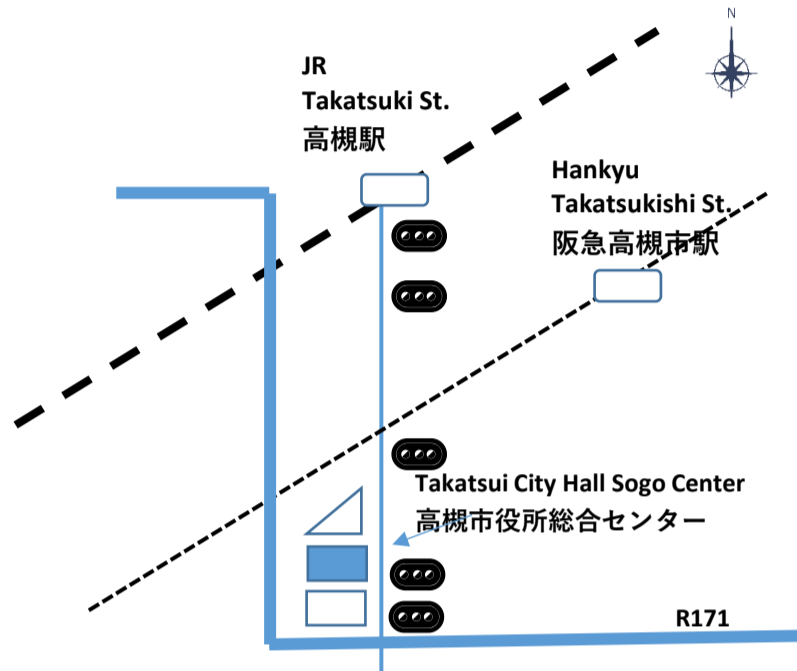 N
JR
Takatsuki St.
高槻駅
Hankyu
Takatsukishi St.
阪急高槻市駅
Takatsui City Hall Sogo Center
高槻市役所総合センター
R171